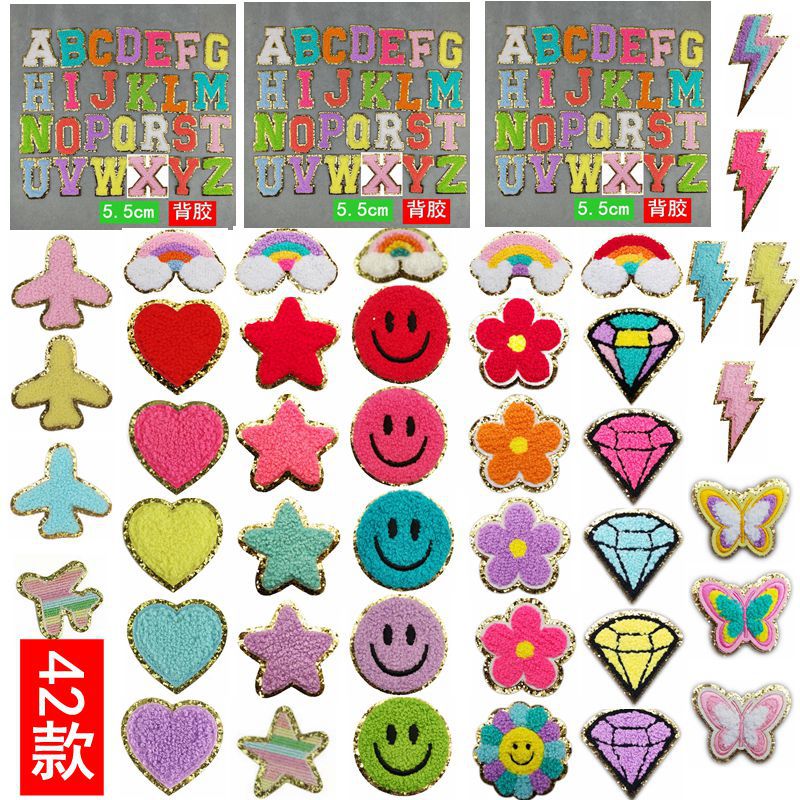 ABCDEFG
HIJKLM
NOPQRST
UVWXYZ
5.5cm 背胶
ABCDEFG
HIJKLM
NOPQRST
UVWXYZ
5.5cm 背胶
ABCDEFG
HIJKLM
NOPQRST
UVWXYZ
5.5cm 背胶
42款